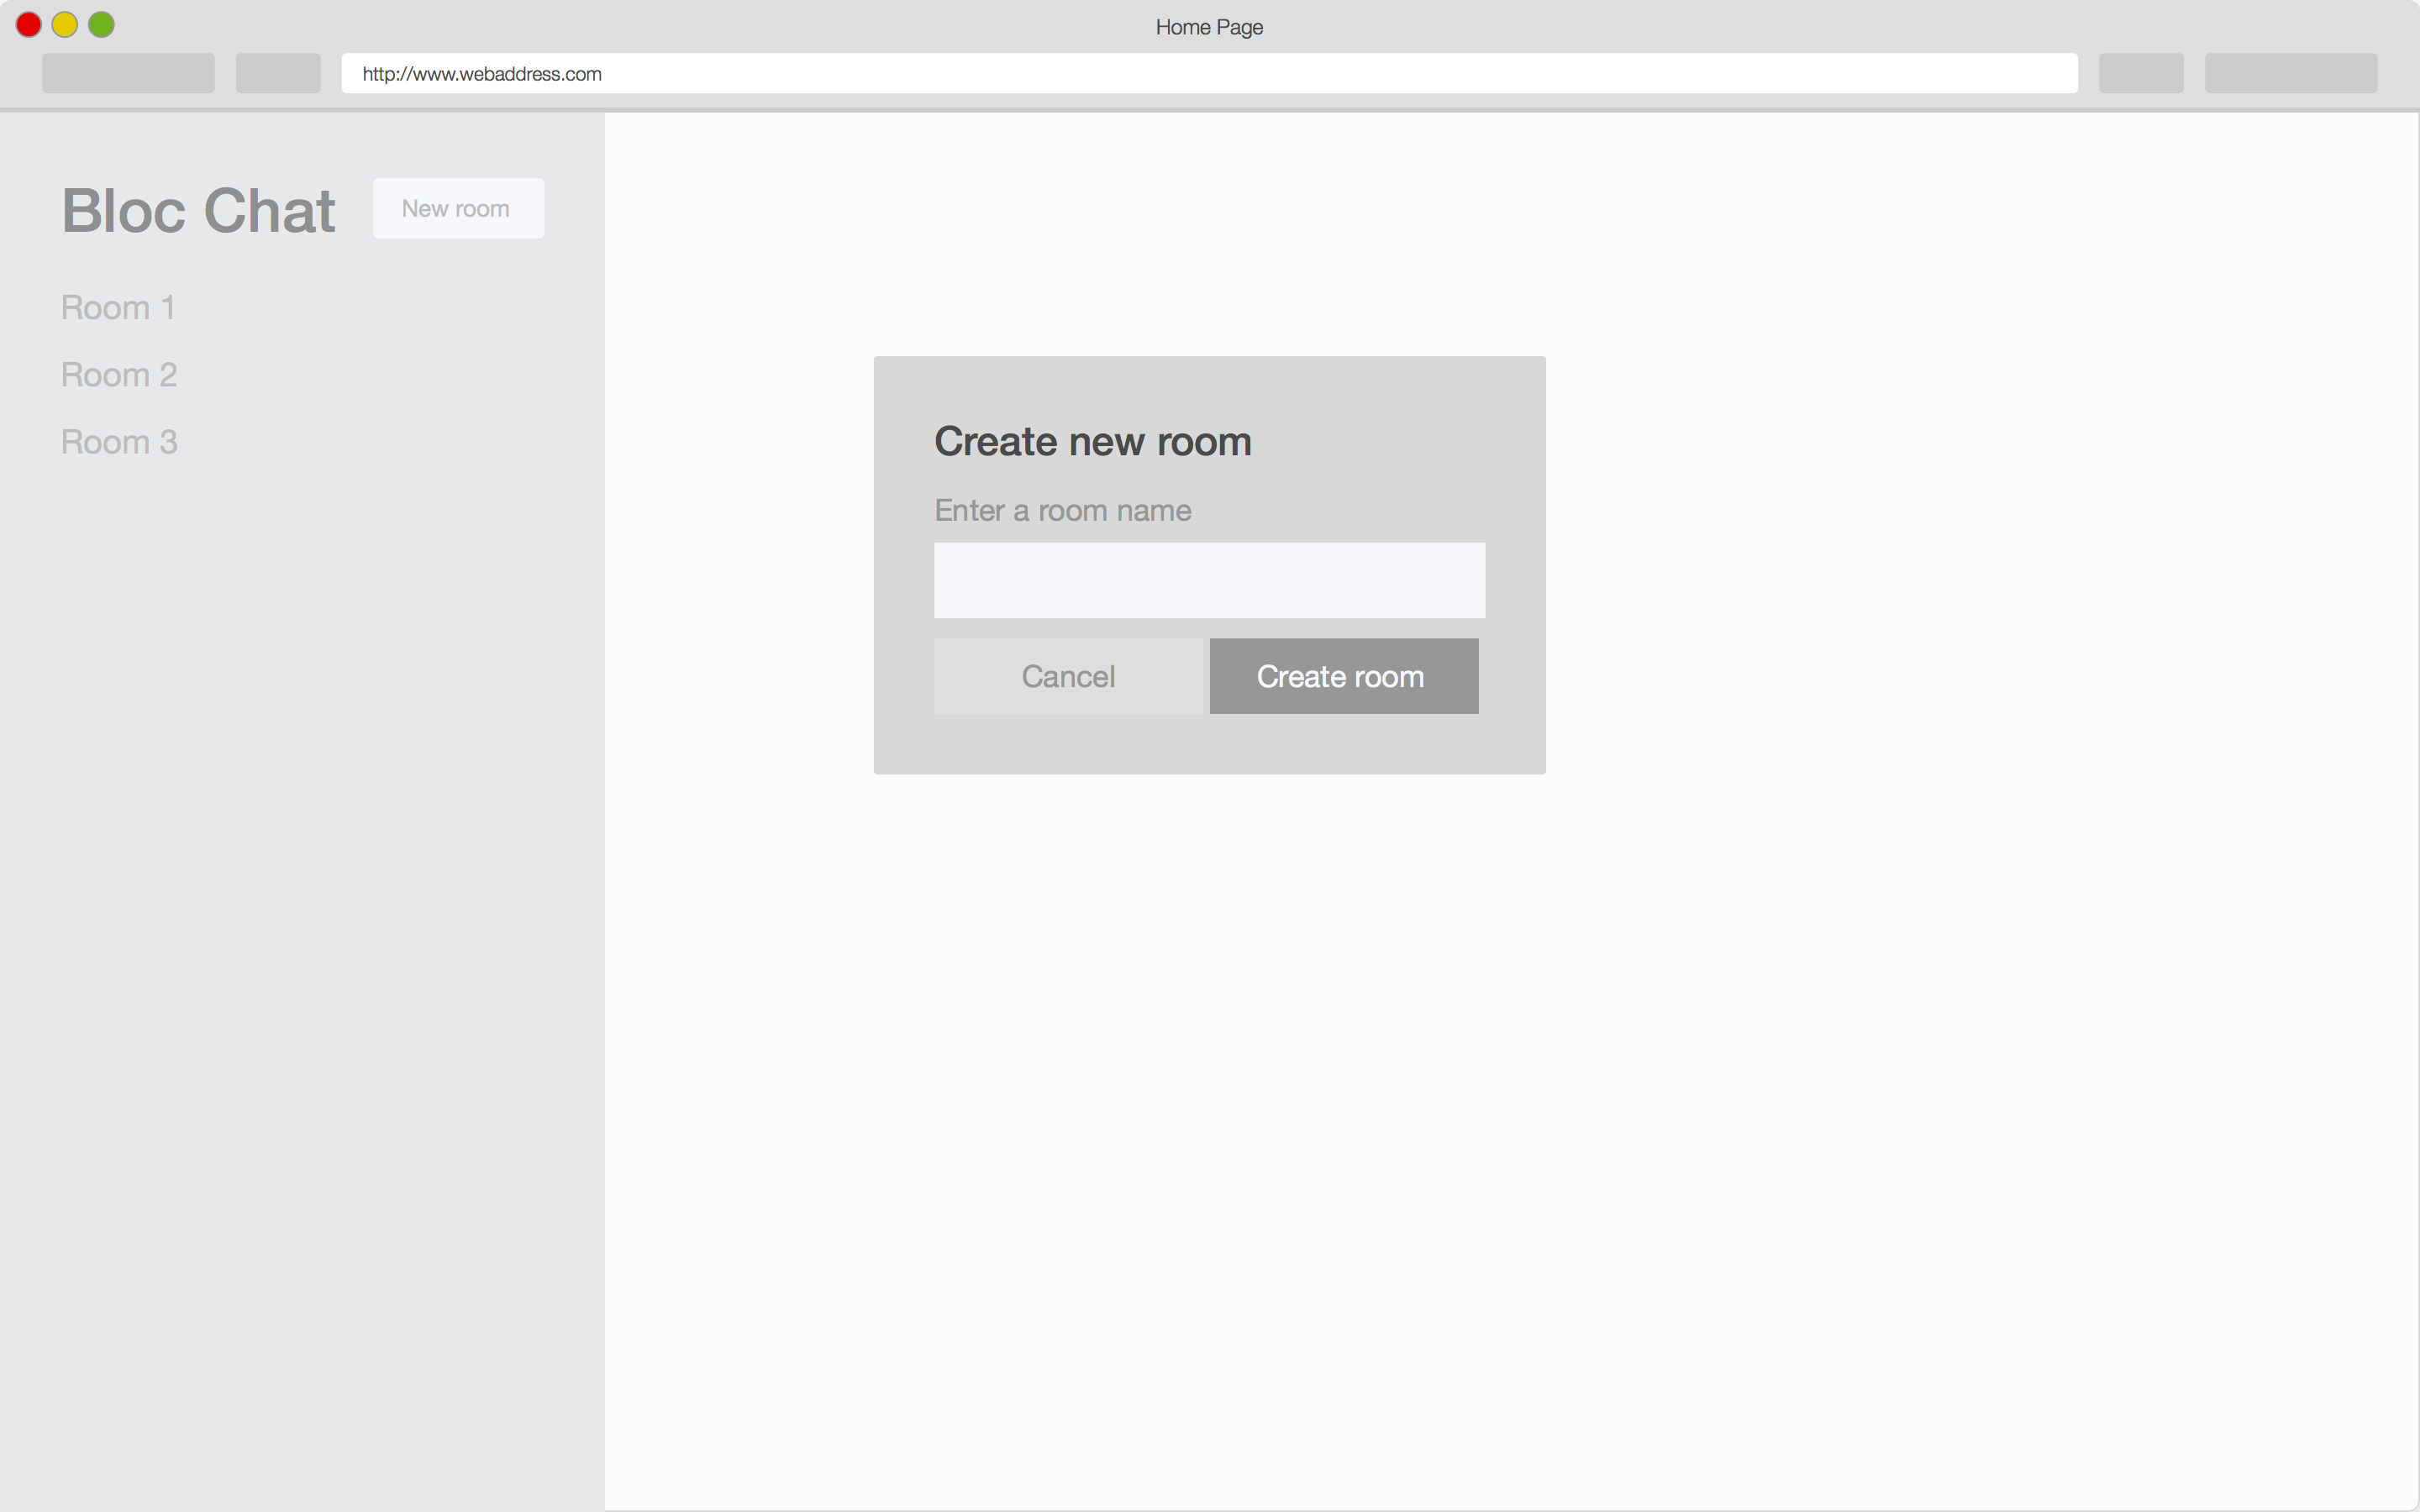 Home Page
http://www.webaddress.com
Bloc Chat
New room
Room 1
Room 2
Room 3
Create new room
Enter a room name
Cancel
Create room